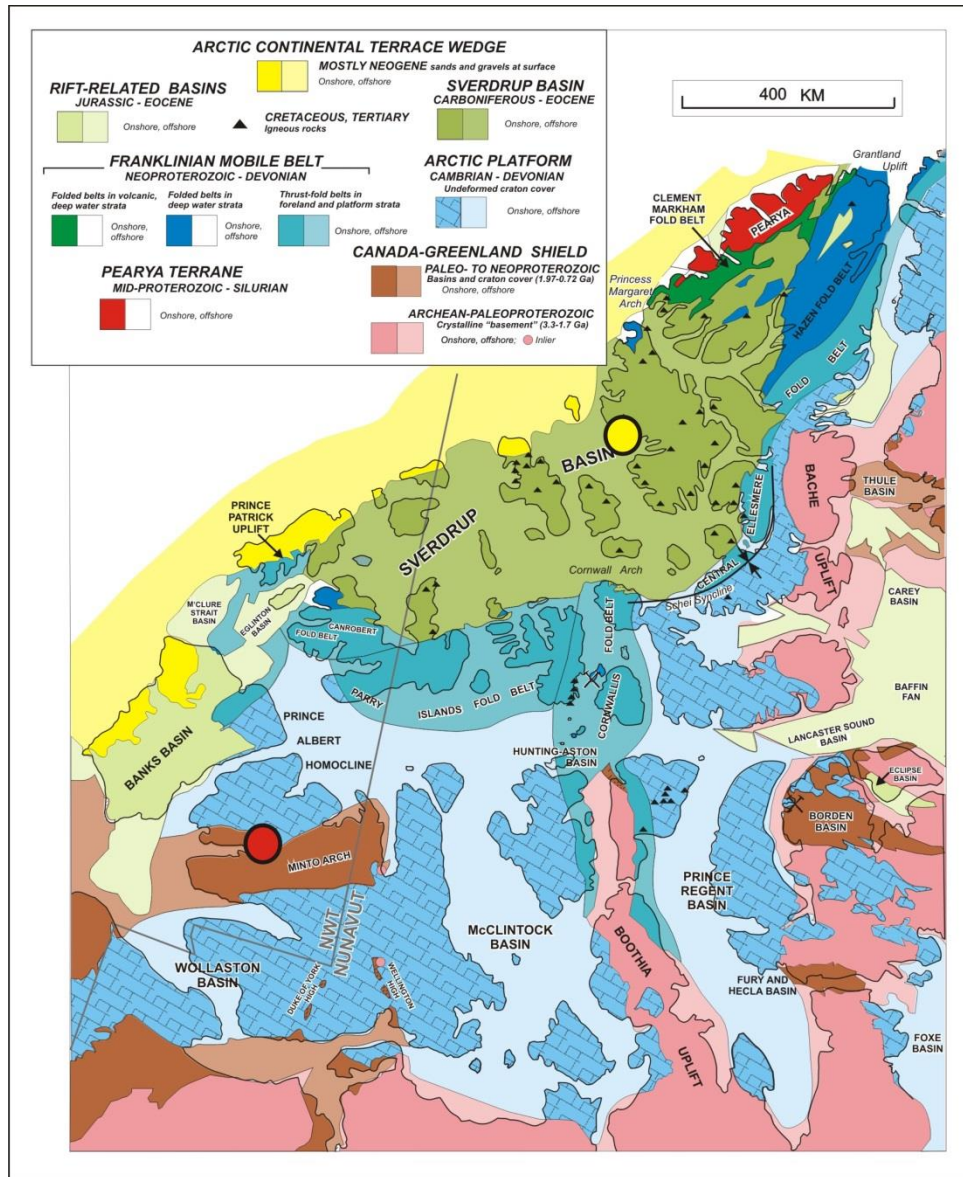 ARCTIC CONTINENTAL TERRACE WEDGE
MOSTLY NEOGENE sands and gravels at surface
Onshore, offshore
RIFT-RELATED BASINS
JURASSIC - EOCENE
Onshore, offshore
CRETACEOUS, TERTIARY
Igneous rocks
SVERDRUP BASIN
CARBONIFEROUS - EOCENE
Onshore, offshore
FRANKLINIAN MOBILE BELT
NEOPROTEROZOIC - DEVONIAN
Folded belts in volcanic,
deep water strata
Onshore,
offshore
Folded belts in
deep water strata
Onshore,
offshore
Thrust-fold belts in
foreland and platform strata
Onshore, offshore
ARCTIC PLATFORM
CAMBRIAN - DEVONIAN
Undeformed craton cover
Onshore, offshore
PEARYA TERRANE
MID-PROTEROZOIC - SILURIAN
Onshore, offshore
CANADA-GREENLAND SHIELD
PALEO- TO NEOPROTEROZOIC
Basins and craton cover (1.97-0.72 Ga)
Onshore, offshore
ARCHEAN-PALEOPROTEROZOIC
Crystalline "basement" (3.3-1.7 Ga)
Onshore, offshore; Inlier
400 KM
Grantland
Uplift
CLEMENT
MARKHAM
FOLD BELT
PEARYA
Princess
Margaret
Arch
HAZEN FOLD BELT
FOLD BELT
BASIN
SVERDRUP
ELLESMERE
CENTRAL
BACHE
UPLIFT
THULE
BASIN
PRINCE
PATRICK
UPLIFT
Cornwall Arch
Schei Syncline
CAREY
BASIN
M'CLURE
STRAIT
BASIN
EGLINTON
BASIN
CANROBERT
FOLD BELT
FOLD BELT
CORNWALLIS
BAFFIN
FAN
PARRY
ISLANDS FOLD BELT
PRINCE
ALBERT
HOMOCLINE
BANKS BASIN
HUNTING-ASTON
BASIN
LANCASTER SOUND
BASIN
ECLIPSE
BASIN
BORDEN
BASIN
MINTO ARCH
PRINCE
REGENT
BASIN
NWT
NUNAVUT
McCLINTOCK
BASIN
BOOTHIA
UPLIFT
WOLLASTON
BASIN
DUKE OF YORK
HIGH
WELLINGTON
HIGH
FURY AND
HECLA BASIN
FOXE
BASIN